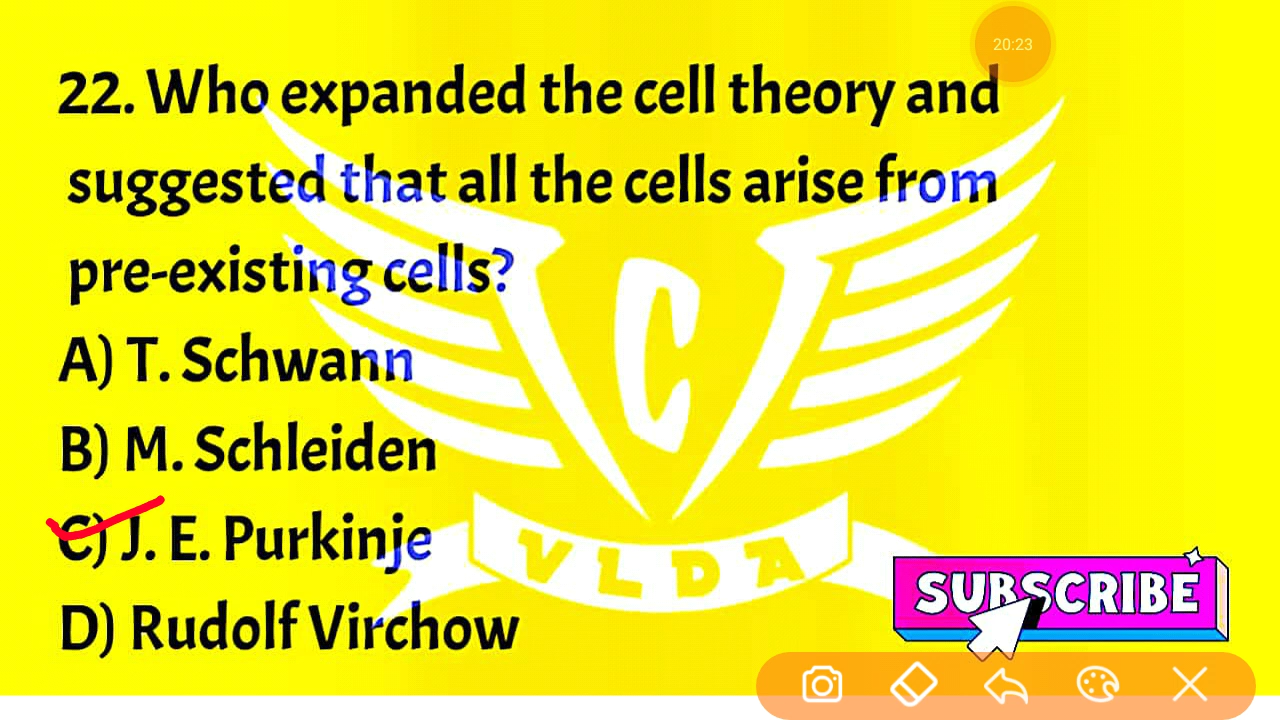 20:23
22. Who expanded the cell theory and
suggested that all the cells arise from
pre-existing cells?
A) T. Schwann
B) M. Schleiden
C) J. E. Purkinje
D) Rudolf Virchow
C
VLDA
SUBSCRIBE